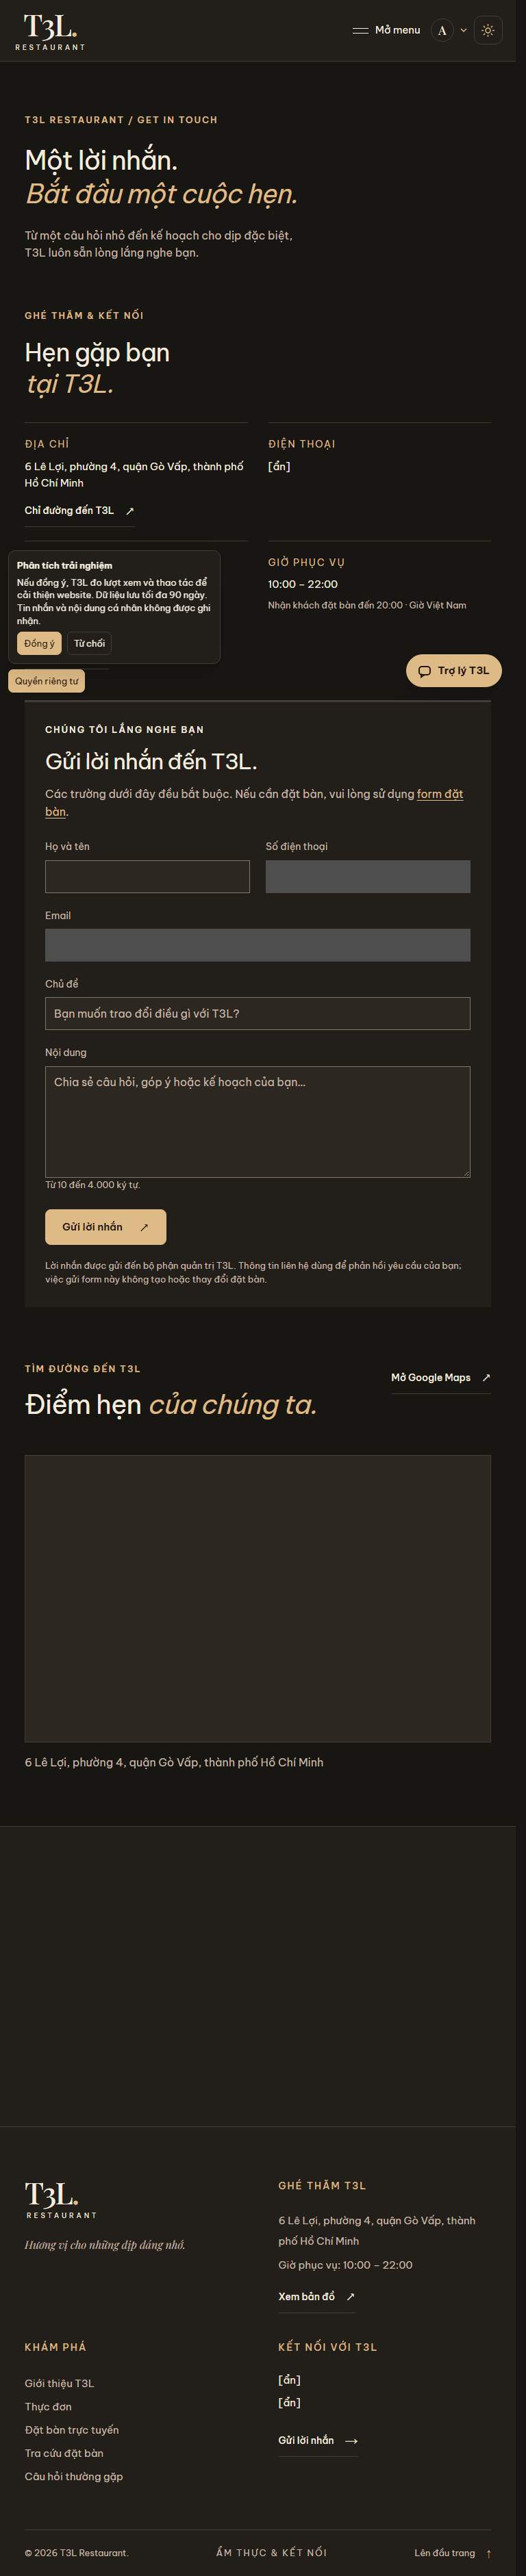 T3L.
RESTAURANT
Mở menu
A
T3L RESTAURANT / GET IN TOUCH
Một lời nhắn.
Bắt đầu một cuộc hẹn.
Từ một câu hỏi nhỏ đến kế hoạch cho dịp đặc biệt,
T3L luôn sẵn lòng lắng nghe bạn.
GHÉ THĂM & KẾT NỐI
Hẹn gặp bạn
tại T3L.
ĐỊA CHỈ
6 Lê Lợi, phường 4, quận Gò Vấp, thành phố
Hồ Chí Minh
Chỉ đường đến T3L ↗
ĐIỆN THOẠI
[ẩn]
GIỜ PHỤC VỤ
10:00 – 22:00
Nhận khách đặt bàn đến 20:00 · Giờ Việt Nam
Phân tích trải nghiệm
Nếu đồng ý, T3L đo lượt xem và thao tác để
cải thiện website. Dữ liệu lưu tối đa 90 ngày.
Tin nhắn và nội dung cá nhân không được ghi
nhận.
Đồng ý
Từ chối
Quyền riêng tư
Trợ lý T3L
CHÚNG TÔI LẮNG NGHE BẠN
Gửi lời nhắn đến T3L.
Các trường dưới đây đều bắt buộc. Nếu cần đặt bàn, vui lòng sử dụng form đặt
bàn.
Họ và tên
Số điện thoại
Email
Chủ đề
Bạn muốn trao đổi điều gì với T3L?
Nội dung
Chia sẻ câu hỏi, góp ý hoặc kế hoạch của bạn...
Từ 10 đến 4.000 ký tự.
Gửi lời nhắn ↗
Lời nhắn được gửi đến bộ phận quản trị T3L. Thông tin liên hệ dùng để phản hồi yêu cầu của bạn;
việc gửi form này không tạo hoặc thay đổi đặt bàn.
TÌM ĐƯỜNG ĐẾN T3L
Điểm hẹn của chúng ta.
Mở Google Maps ↗
6 Lê Lợi, phường 4, quận Gò Vấp, thành phố Hồ Chí Minh
T3L.
RESTAURANT
Hương vị cho những dịp đáng nhớ.
GHÉ THĂM T3L
6 Lê Lợi, phường 4, quận Gò Vấp, thành
phố Hồ Chí Minh
Giờ phục vụ: 10:00 – 22:00
Xem bản đồ ↗
KHÁM PHÁ
Giới thiệu T3L
Thực đơn
Đặt bàn trực tuyến
Tra cứu đặt bàn
Câu hỏi thường gặp
KẾT NỐI VỚI T3L
[ẩn]
[ẩn]
Gửi lời nhắn →
© 2026 T3L Restaurant.
ẨM THỰC & KẾT NỐI
Lên đầu trang ↑